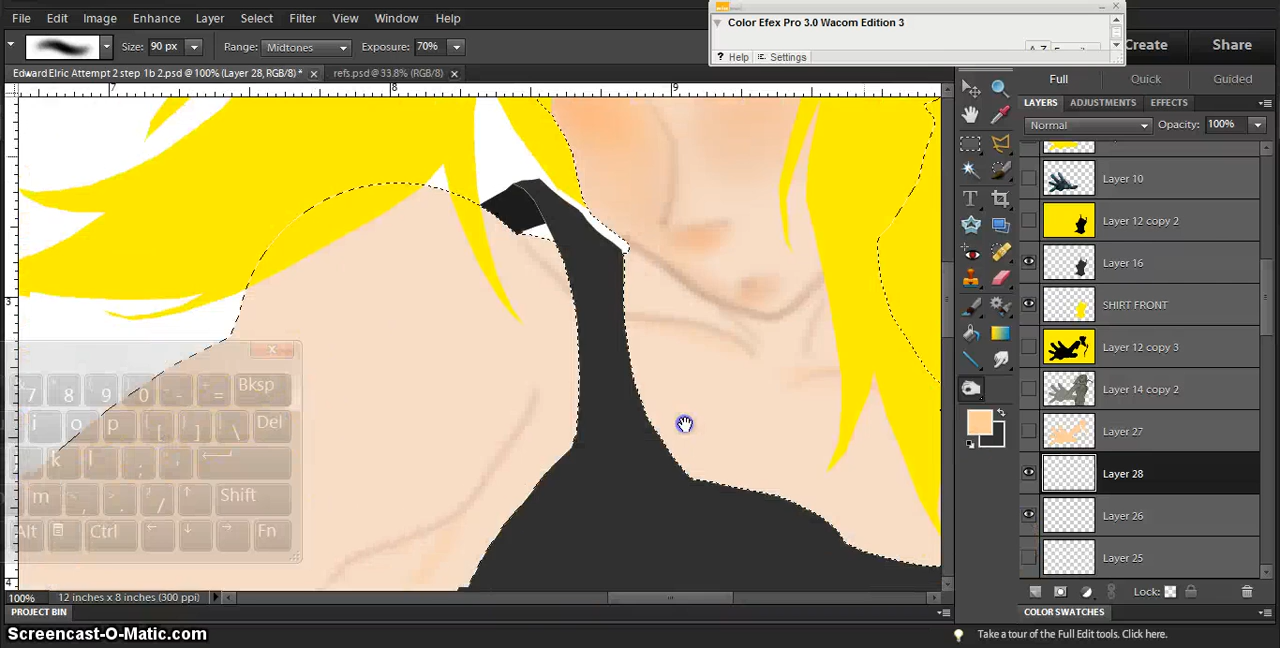 File Edit Image Enhance Layer Select Filter View Window Help
Color Efex Pro 3.0 Wacom Edition 3
? Help Settings
Size: 90 px Range: Midtones Exposure: 70%
Create Share
Edward Elric Attempt 2 step 1b 2.psd @ 100% (Layer 28, RGB/8) * x refs.psd @ 33.8% (RGB/8) x
Full Quick Guided
7 8 9
LAYERS ADJUSTMENTS EFFECTS
Normal Opacity: 100%
Layer 10
Layer 12 copy 2
Layer 16
3
SHIRT FRONT
Layer 12 copy 3
7 8 9 0 - = + Bksp
Layer 14 copy 2
i o p [ { ] } \ | Del
Layer 27
k l ; : ' "
Layer 28
m , . / ? Shift
Layer 26
Alt Ctrl Fn
Layer 25
4
100% 12 inches x 8 inches (300 ppi)
Lock:
PROJECT BIN
COLOR SWATCHES
Screencast-O-Matic.com
Take a tour of the Full Edit tools. Click here.